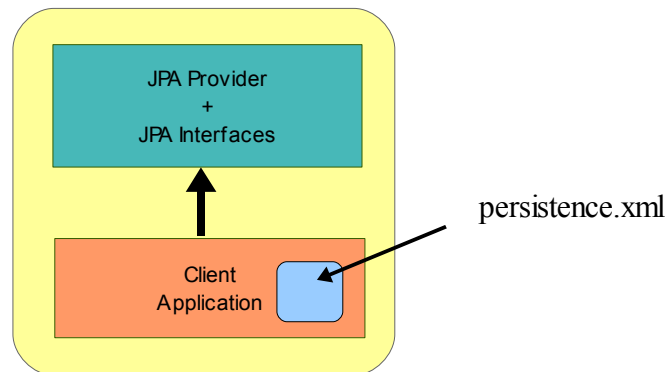 JPA Provider
+
JPA Interfaces
persistence.xml
Client
Application